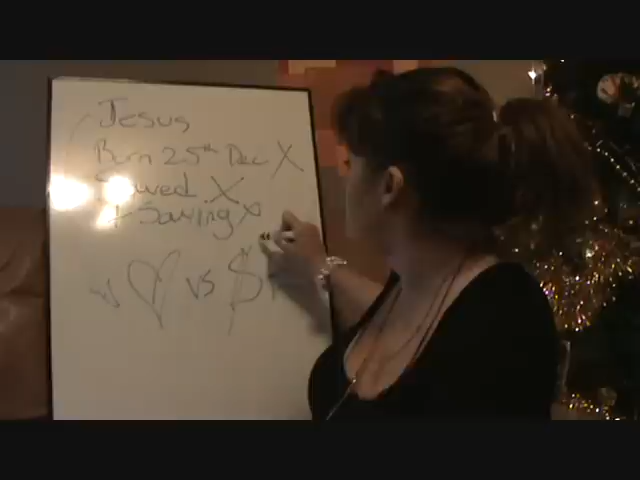 Jesus
Born 25th Dec X
Saved X
+ Saving X
vs $